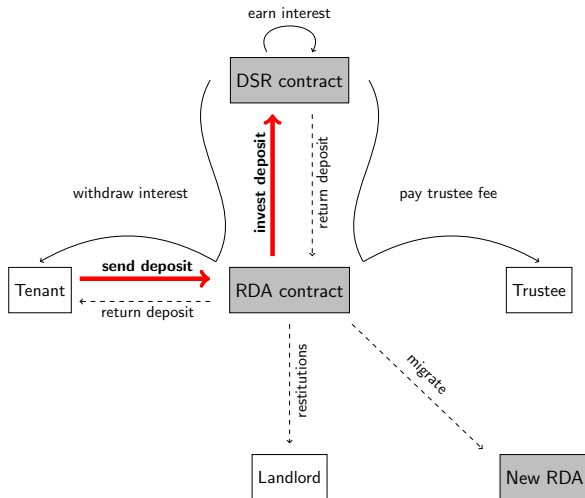 earn interest
DSR contract
invest deposit
return deposit
withdraw interest
pay trustee fee
send deposit
Tenant
RDA contract
Trustee
return deposit
restitutions
migrate
Landlord
New RDA